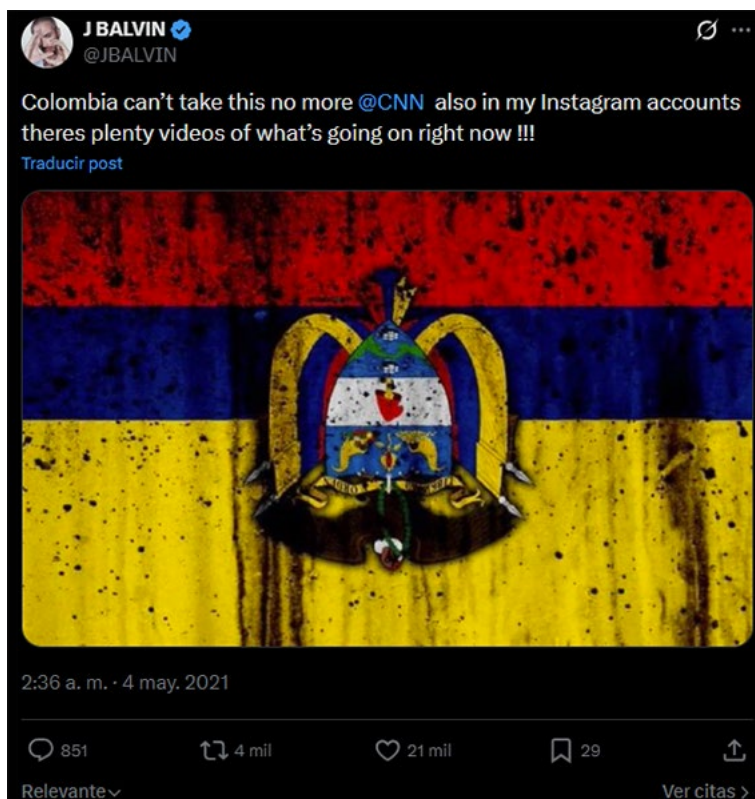 J BALVIN
@JBALVIN
Colombia can’t take this no more @CNN also in my Instagram accounts
theres plenty videos of what’s going on right now !!!
Traducir post
2:36 a. m. · 4 may. 2021
851 4 mil 21 mil 29
Relevante
Ver citas